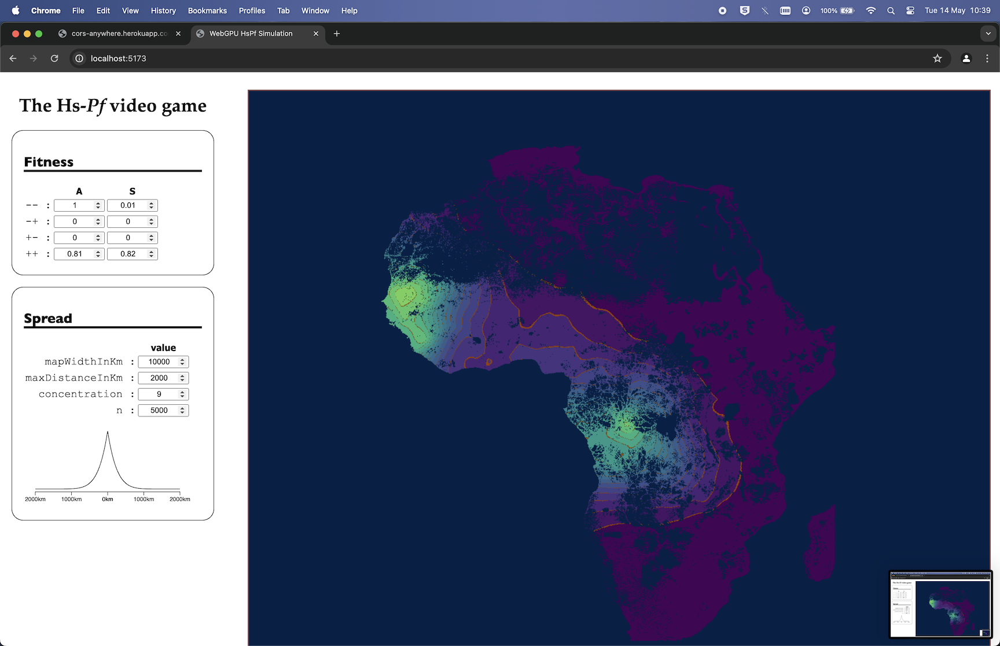 Chrome File Edit View History Bookmarks Profiles Tab Window Help 100% Tue 14 May 10:39
cors-anywhere.herokuapp.co WebGPU HsPf Simulation
localhost:5173
The Hs-Pf video game
Fitness
A S
-- : 1 0.01
-+ : 0 0
+- : 0 0
++ : 0.81 0.82
Spread
value
mapWidthInKm : 10000
maxDistanceInKm : 2000
concentration : 9
n : 5000
2000km 1000km 0km 1000km 2000km